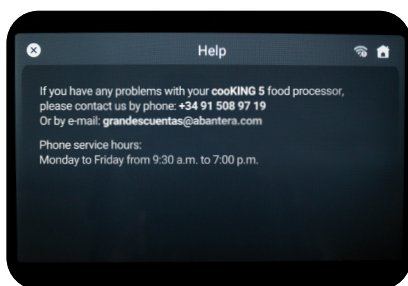 Help
If you have any problems with your cooKING 5 food processor,
please contact us by phone: +34 91 508 97 19
Or by e-mail: grandescuentas@abantera.com
Phone service hours:
Monday to Friday from 9:30 a.m. to 7:00 p.m.